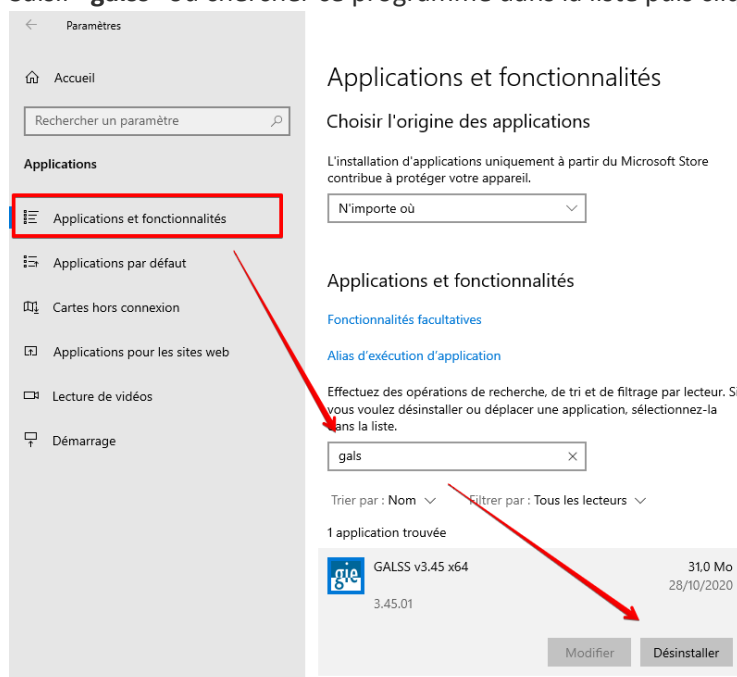 Paramètres
Accueil
Rechercher un paramètre
Applications
Applications et fonctionnalités
Applications par défaut
Cartes hors connexion
Applications pour les sites web
Lecture de vidéos
Démarrage
Applications et fonctionnalités
Choisir l'origine des applications
L'installation d'applications uniquement à partir du Microsoft Store
contribue à protéger votre appareil.
N'importe où
Applications et fonctionnalités
Fonctionnalités facultatives
Alias d'exécution d'application
Effectuez des opérations de recherche, de tri et de filtrage par lecteur. Si
vous voulez désinstaller ou déplacer une application, sélectionnez-la
dans la liste.
gals
Trier par : Nom Filtrer par : Tous les lecteurs
1 application trouvée
gie GALSS v3.45 x64 31,0 Mo
28/10/2020
3.45.01
Modifier Désinstaller